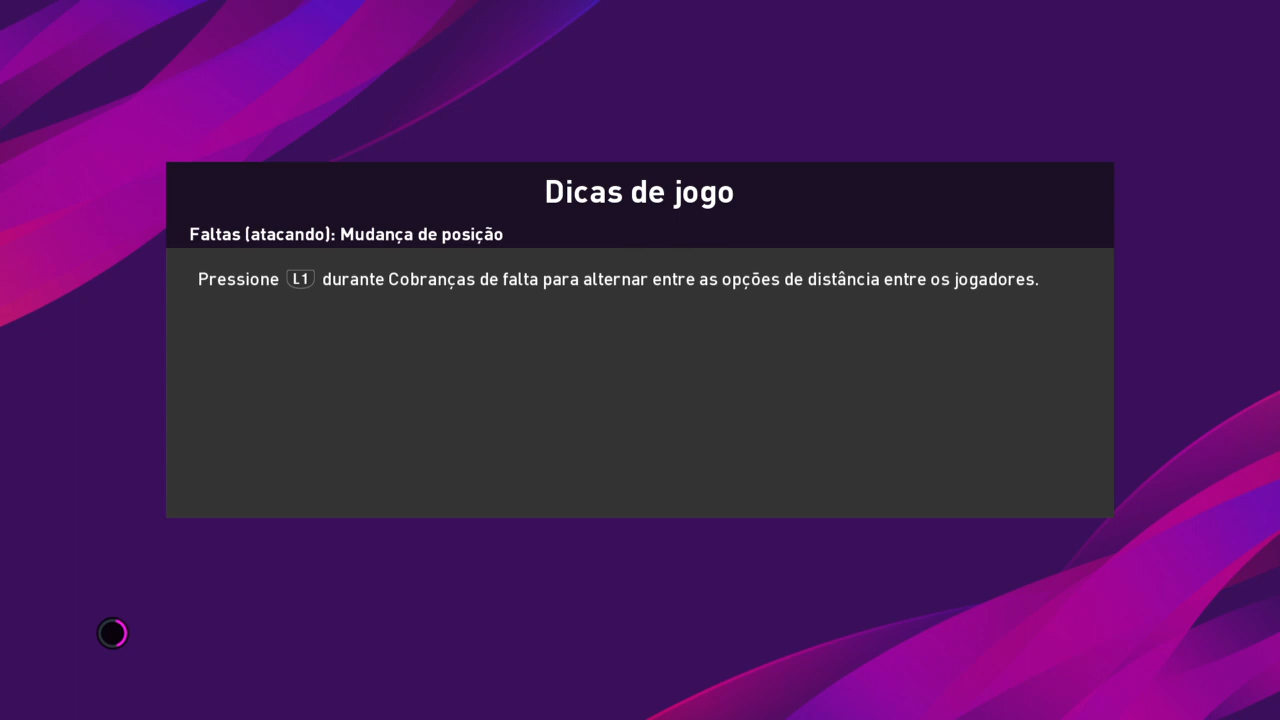 Dicas de jogo
Faltas (atacando): Mudança de posição
Pressione L1 durante Cobranças de falta para alternar entre as opções de distância entre os jogadores.